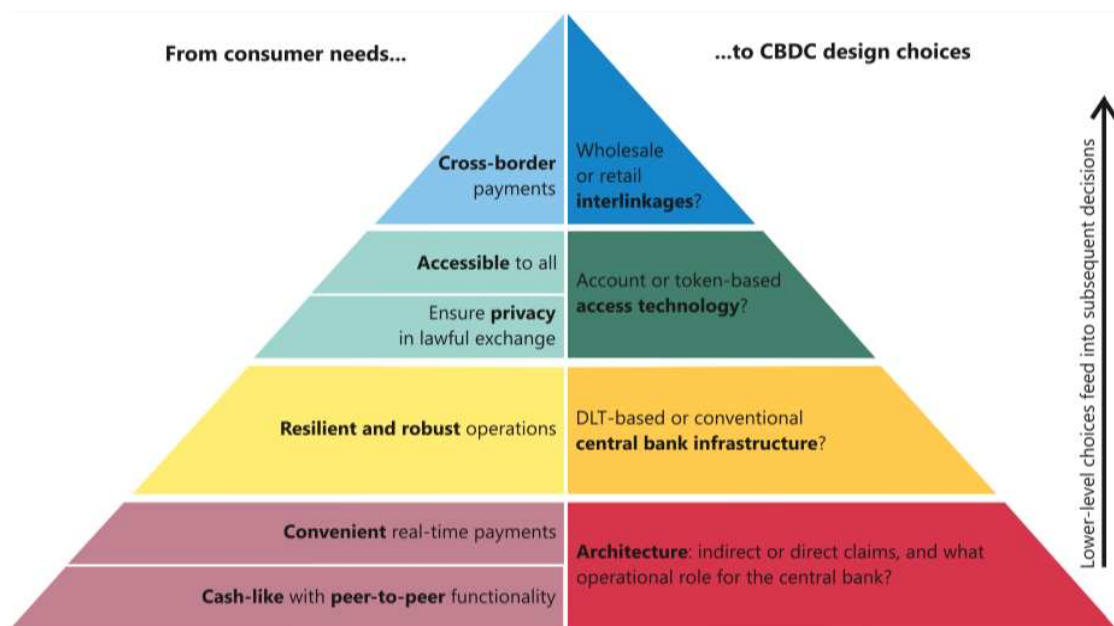 From consumer needs...
...to CBDC design choices
Cross-border
payments
Wholesale
or retail
interlinkages?
Accessible to all
Ensure privacy
in lawful exchange
Account or token-based
access technology?
Resilient and robust operations
DLT-based or conventional
central bank infrastructure?
Convenient real-time payments
Cash-like with peer-to-peer functionality
Architecture: indirect or direct claims, and what
operational role for the central bank?
Lower-level choices feed into subsequent decisions